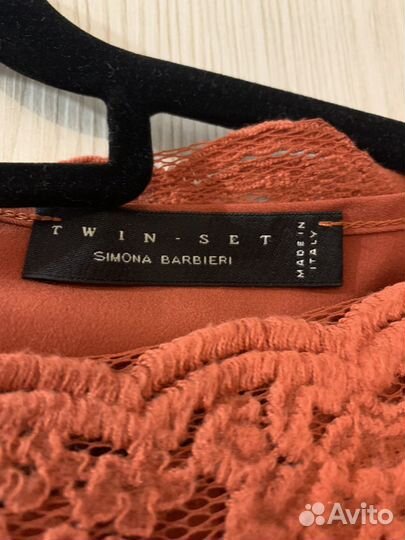 TWIN-SET
SIMONA BARBIERI
MADE IN
ITALY
Avito